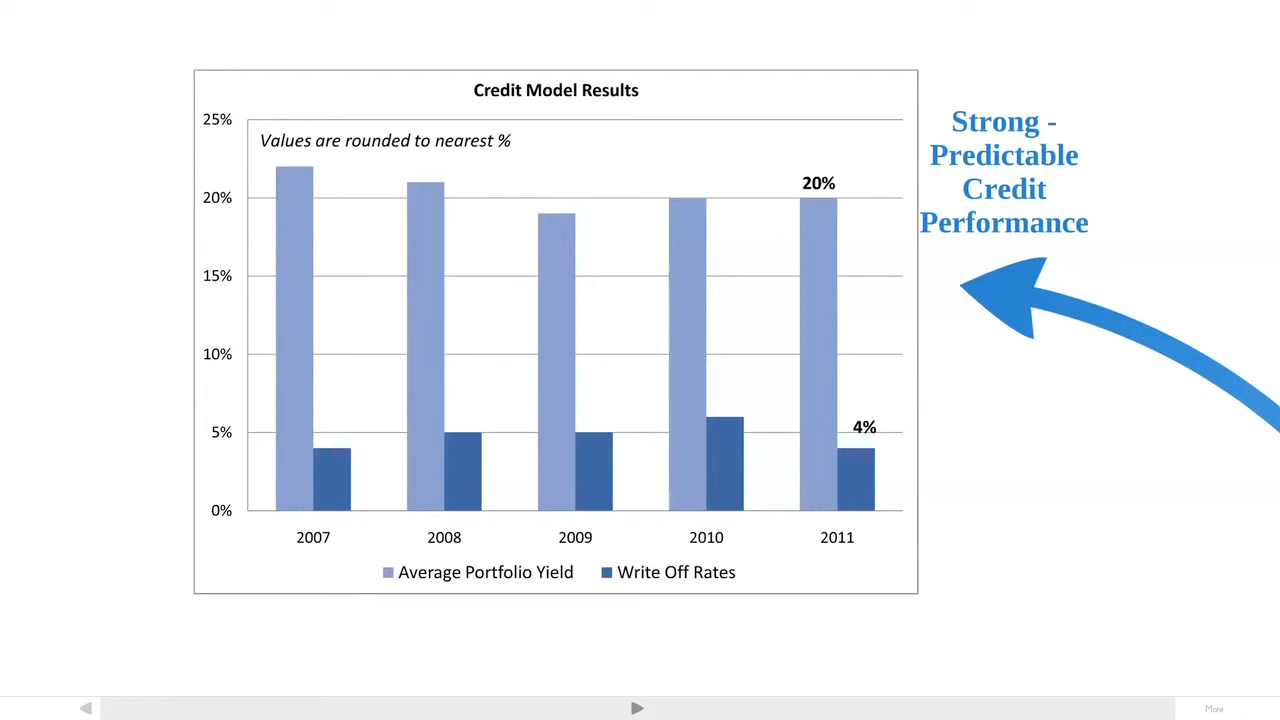 Credit Model Results
Values are rounded to nearest %
25%
20%
15%
10%
5%
0%
20%
4%
2007 2008 2009 2010 2011
Average Portfolio Yield Write Off Rates
Strong -
Predictable
Credit
Performance
More